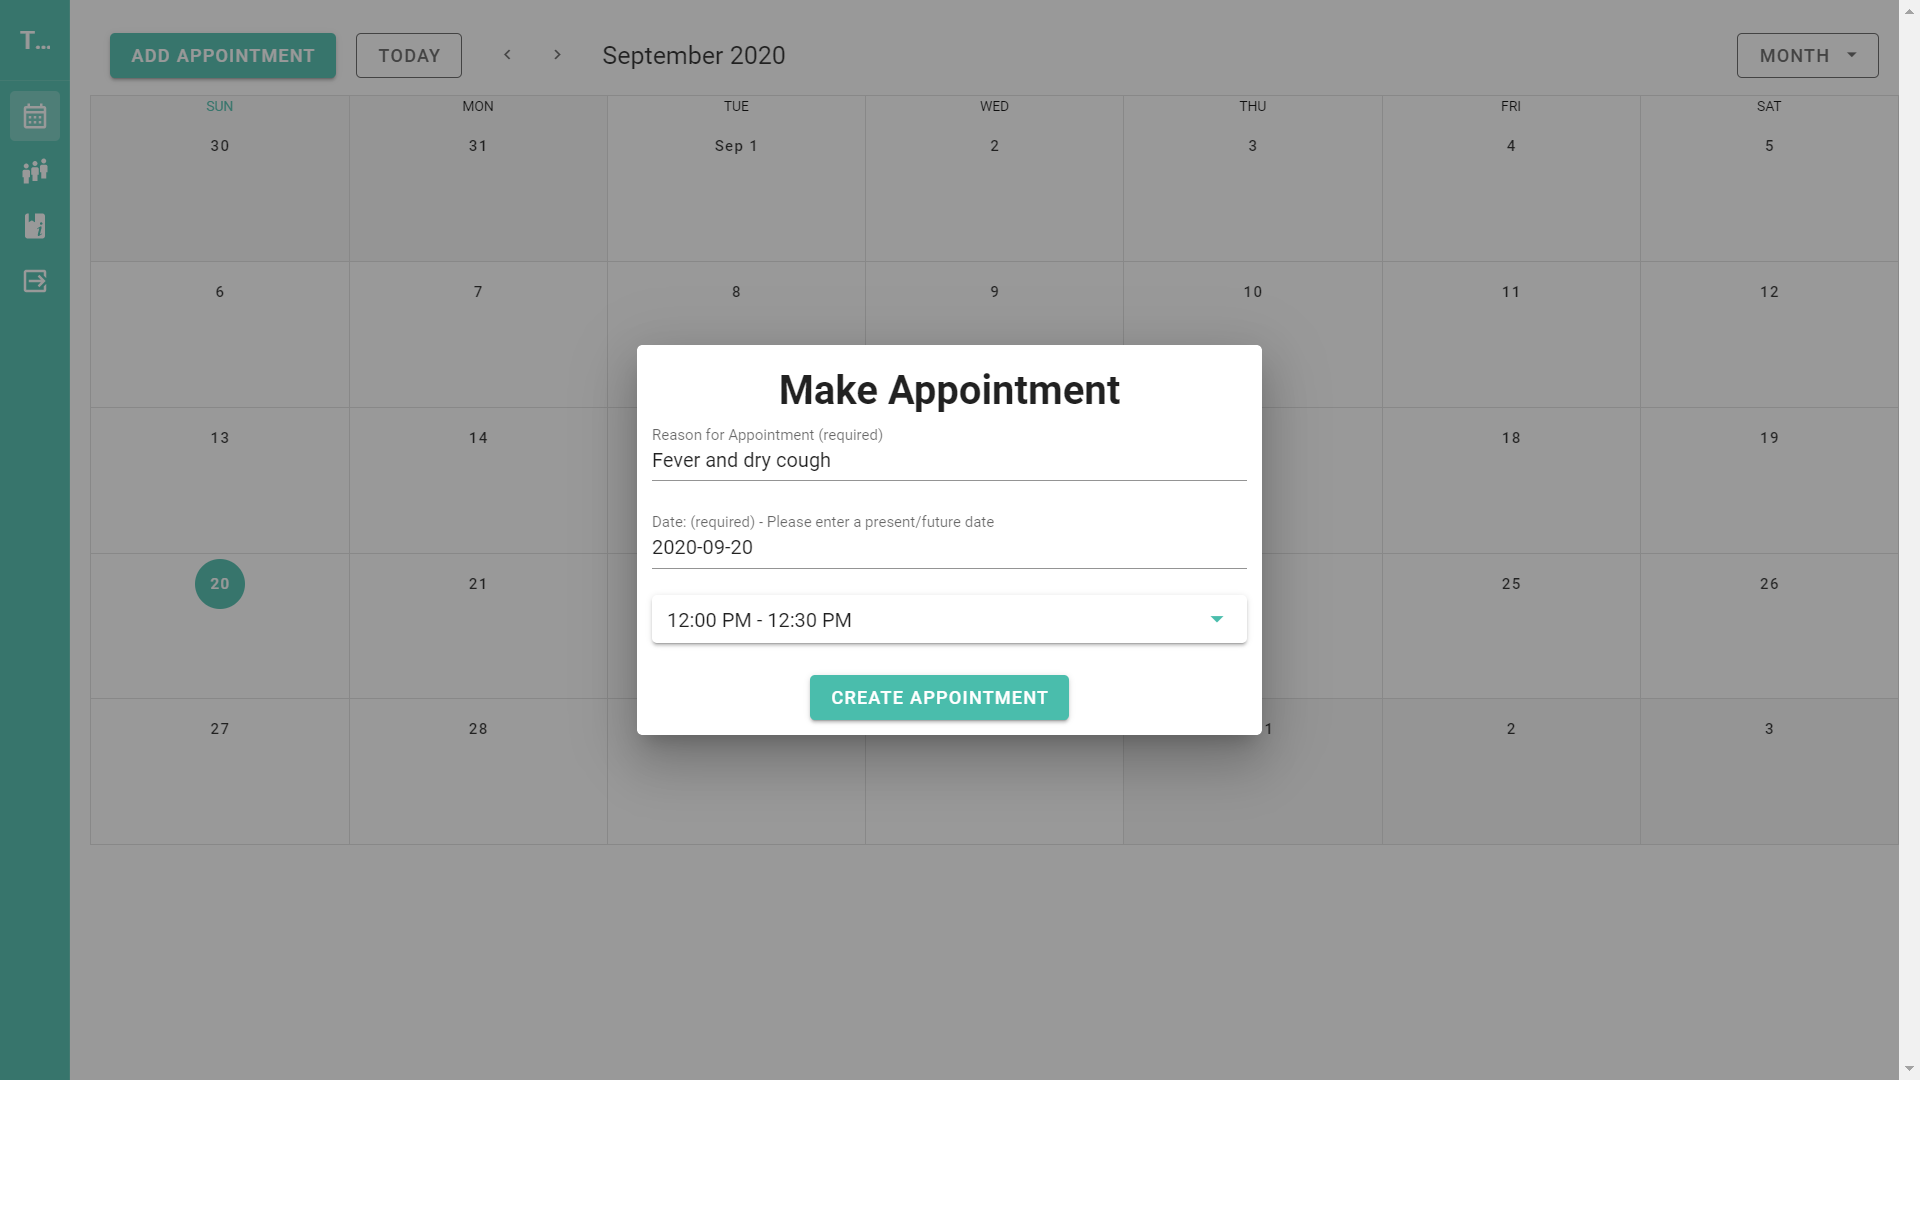 T...
ADD APPOINTMENT TODAY September 2020 MONTH
SUN MON TUE WED THU FRI SAT
30 31 Sep 1 2 3 4 5
6 7 8 9 10 11 12
Make Appointment
Reason for Appointment (required)
Fever and dry cough
Date: (required) - Please enter a present/future date
2020-09-20
12:00 PM - 12:30 PM
CREATE APPOINTMENT
13 14 18 19
20 21 25 26
27 28 1 2 3